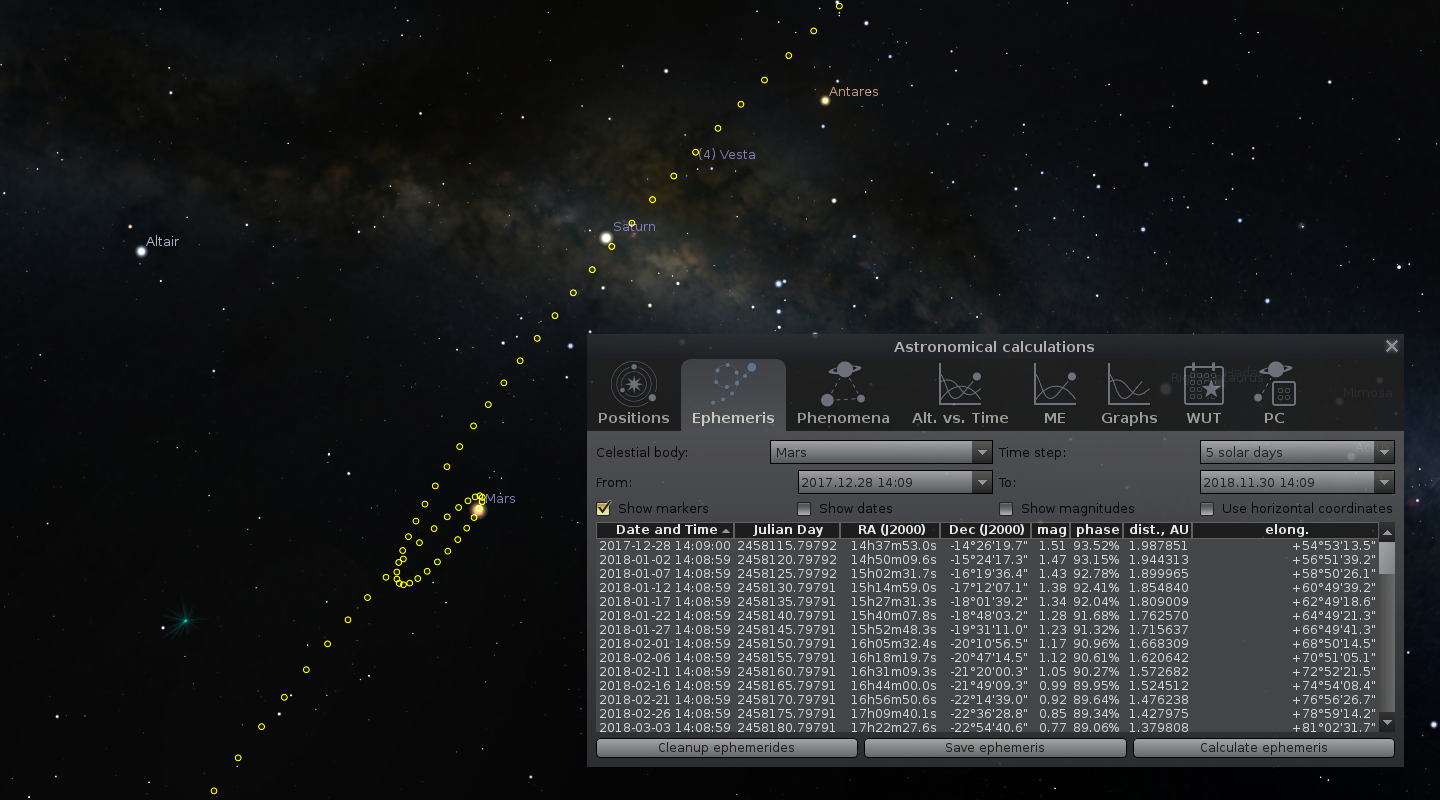 Antares
(4) Vesta
Saturn
Altair
Mars
Astronomical calculations
Positions Ephemeris Phenomena Alt. vs. Time ME Graphs WUT PC
Mimosa
Celestial body: Mars Time step: 5 solar days
From: 2017.12.28 14:09 To: 2018.11.30 14:09
Show markers Show dates Show magnitudes Use horizontal coordinates
Date and Time Julian Day RA (J2000) Dec (J2000) mag phase dist., AU elong.
2017-12-28 14:09:00 2458115.79792 14h37m53.0s -14°26'19.7" 1.51 93.52% 1.987851 +54°53'13.5"
2018-01-02 14:08:59 2458120.79792 14h50m09.6s -15°24'17.3" 1.47 93.15% 1.944313 +56°51'39.2"
2018-01-07 14:08:59 2458125.79792 15h02m31.7s -16°19'36.4" 1.43 92.78% 1.899965 +58°50'26.1"
2018-01-12 14:08:59 2458130.79791 15h14m59.0s -17°12'07.1" 1.38 92.41% 1.854840 +60°49'39.2"
2018-01-17 14:08:59 2458135.79791 15h27m31.3s -18°01'39.2" 1.34 92.04% 1.809009 +62°49'18.6"
2018-01-22 14:08:59 2458140.79791 15h40m07.8s -18°48'03.2" 1.28 91.68% 1.762570 +64°49'21.3"
2018-01-27 14:08:59 2458145.79791 15h52m48.3s -19°31'11.0" 1.23 91.32% 1.715637 +66°49'41.3"
2018-02-01 14:08:59 2458150.79791 16h05m32.4s -20°10'56.5" 1.17 90.96% 1.668309 +68°50'14.5"
2018-02-06 14:08:59 2458155.79791 16h18m19.7s -20°47'14.5" 1.12 90.61% 1.620642 +70°51'05.1"
2018-02-11 14:08:59 2458160.79791 16h31m09.3s -21°20'00.3" 1.05 90.27% 1.572682 +72°52'21.5"
2018-02-16 14:08:59 2458165.79791 16h44m00.0s -21°49'09.3" 0.99 89.95% 1.524512 +74°54'08.4"
2018-02-21 14:08:59 2458170.79791 16h56m50.6s -22°14'39.0" 0.92 89.64% 1.476238 +76°56'26.7"
2018-02-26 14:08:59 2458175.79791 17h09m40.1s -22°36'28.8" 0.85 89.34% 1.427975 +78°59'14.2"
2018-03-03 14:08:59 2458180.79791 17h22m27.6s -22°54'40.6" 0.77 89.06% 1.379808 +81°02'31.7"
Cleanup ephemerides Save ephemeris Calculate ephemeris